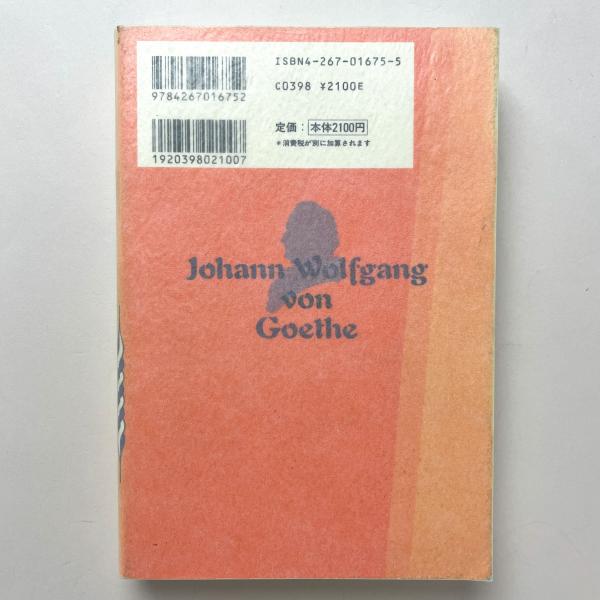 ISBN4-267-01675-5
9784267016752
C0398 ¥2100E
定価：本体2100円
1920398021007
＊消費税が別に加算されます
Johann Wolfgang
von
Goethe